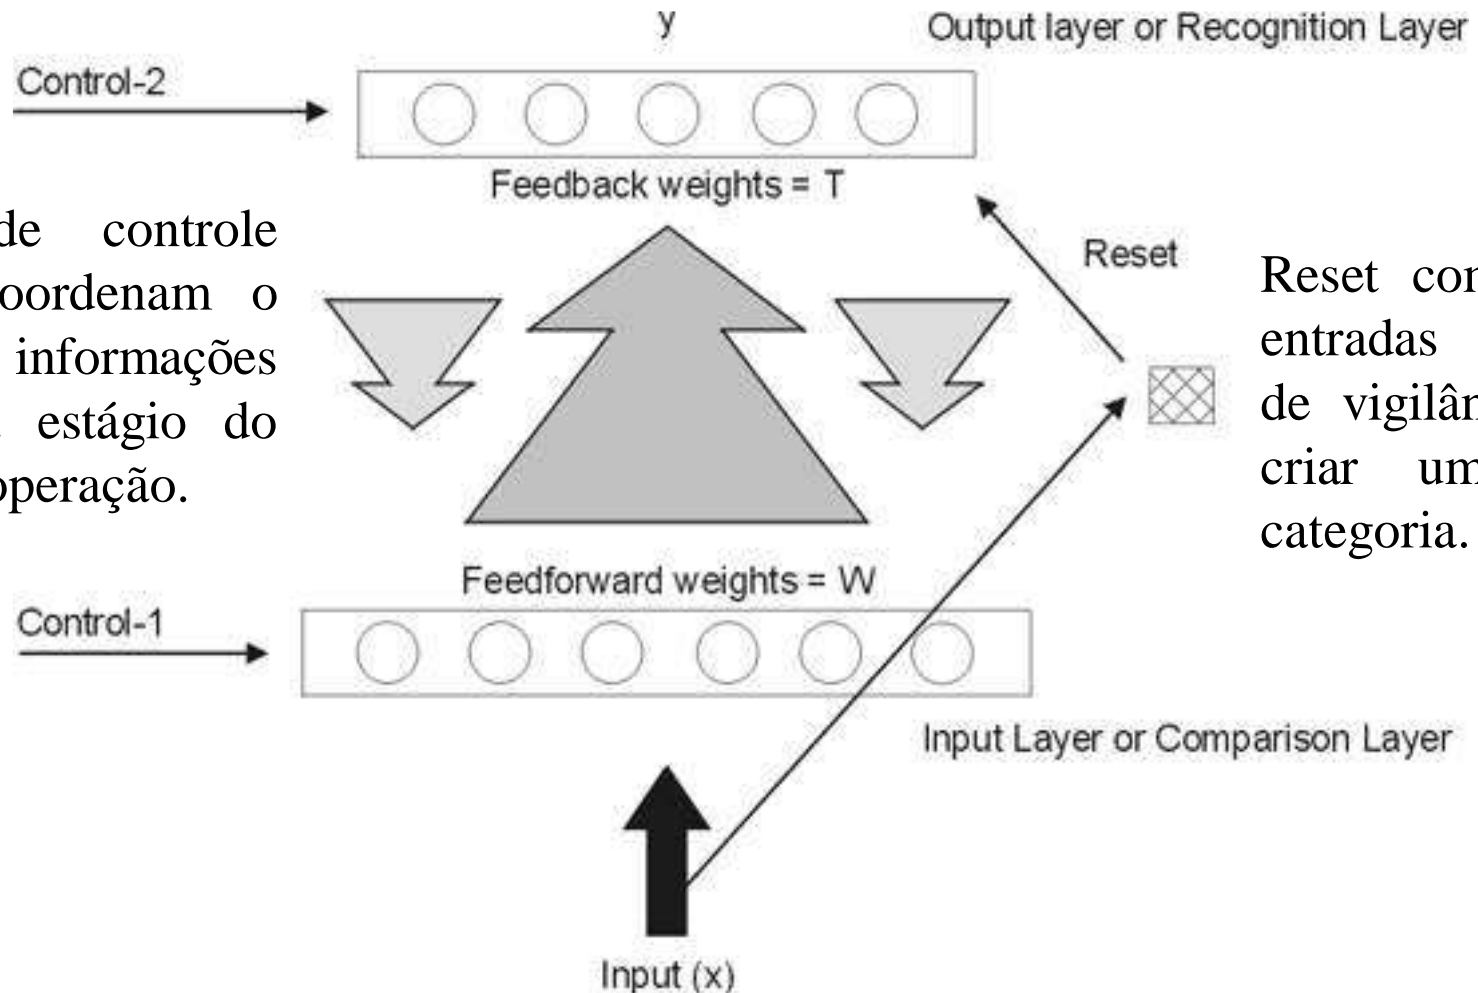 y
Output layer or Recognition Layer
Control-2
Feedback weights = T
de controle
oordenam o
informações
estágio do
operação.
Reset
Reset con
entradas
de vigilân
criar um
categoria.
Feedforward weights = W
Control-1
Input Layer or Comparison Layer
Input (x)